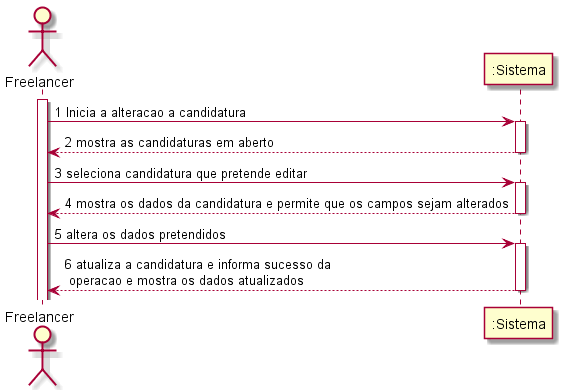 Freelancer
:Sistema
1 Inicia a alteracao a candidatura
2 mostra as candidaturas em aberto
3 seleciona candidatura que pretende editar
4 mostra os dados da candidatura e permite que os campos sejam alterados
5 altera os dados pretendidos
6 atualiza a candidatura e informa sucesso da
operacao e mostra os dados atualizados
Freelancer
:Sistema